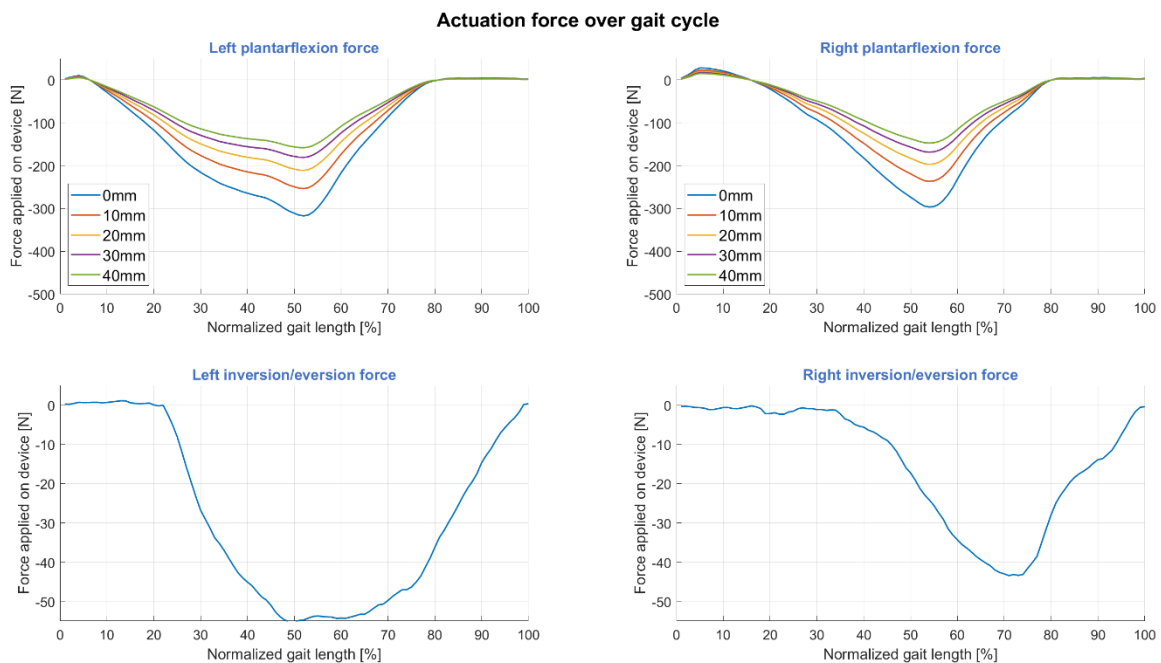 Actuation force over gait cycle
Left plantarflexion force
Force applied on device [N]
0
-100
-200
-300
-400
-500
0mm
10mm
20mm
30mm
40mm
0 10 20 30 40 50 60 70 80 90 100
Normalized gait length [%]
Right plantarflexion force
Force applied on device [N]
0
-100
-200
-300
-400
-500
0mm
10mm
20mm
30mm
40mm
0 10 20 30 40 50 60 70 80 90 100
Normalized gait length [%]
Left inversion/eversion force
Force applied on device [N]
0
-10
-20
-30
-40
-50
0 10 20 30 40 50 60 70 80 90 100
Normalized gait length [%]
Right inversion/eversion force
Force applied on device [N]
0
-10
-20
-30
-40
-50
0 10 20 30 40 50 60 70 80 90 100
Normalized gait length [%]